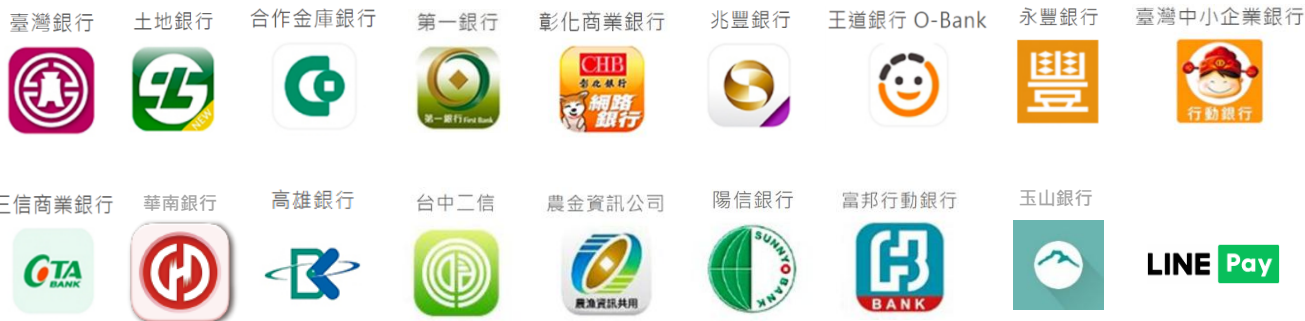 臺灣銀行
土地銀行
合作金庫銀行
第一銀行
彰化商業銀行
兆豐銀行
王道銀行 O-Bank
永豐銀行
臺灣中小企業銀行
NEW
第一銀行 First Bank
CHB
彰化銀行
網路
銀行
豐
行動銀行
三信商業銀行
華南銀行
高雄銀行
台中二信
農金資訊公司
陽信銀行
富邦行動銀行
玉山銀行
COTA
BANK
農漁資訊共用
SUNNY BANK
BANK
LINE Pay